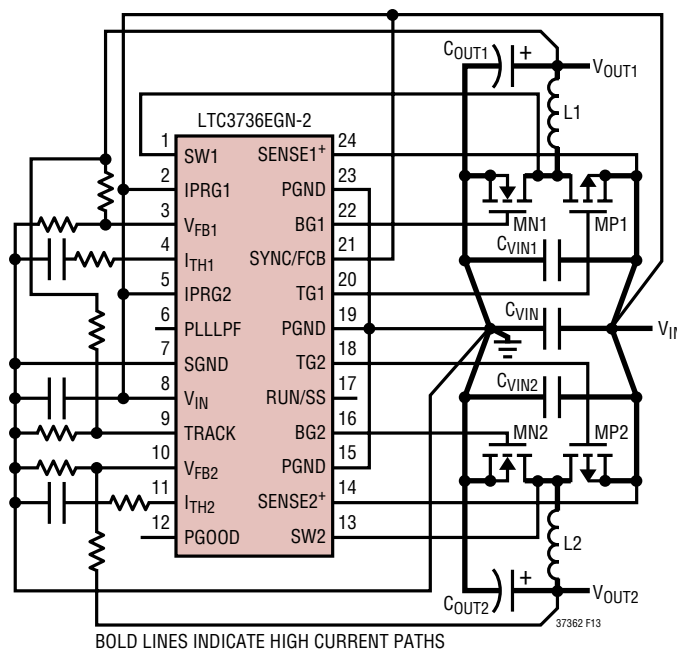 COUT1
+
VOUT1
L1
LTC3736EGN-2
1
SW1
SENSE1+
24
2
IPRG1
PGND
23
3
VFB1
BG1
22
MN1
MP1
4
ITH1
SYNC/FCB
21
CVIN1
5
IPRG2
TG1
20
6
PLLLPF
PGND
19
CVIN
7
SGND
TG2
18
8
VIN
RUN/SS
17
CVIN2
9
TRACK
BG2
16
MN2
MP2
10
VFB2
PGND
15
11
ITH2
SENSE2+
14
12
PGOOD
SW2
13
L2
COUT2
+
VOUT2
37362 F13
BOLD LINES INDICATE HIGH CURRENT PATHS